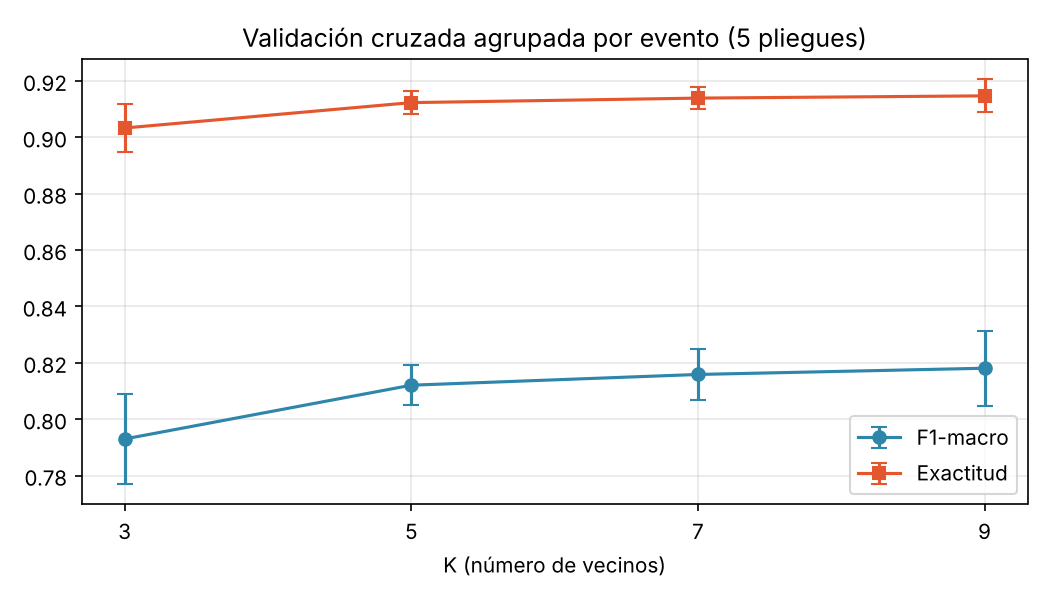 Validación cruzada agrupada por evento (5 pliegues)
0.92
0.90
0.88
0.86
0.84
0.82
0.80
0.78
F1-macro
Exactitud
3 5 7 9
K (número de vecinos)